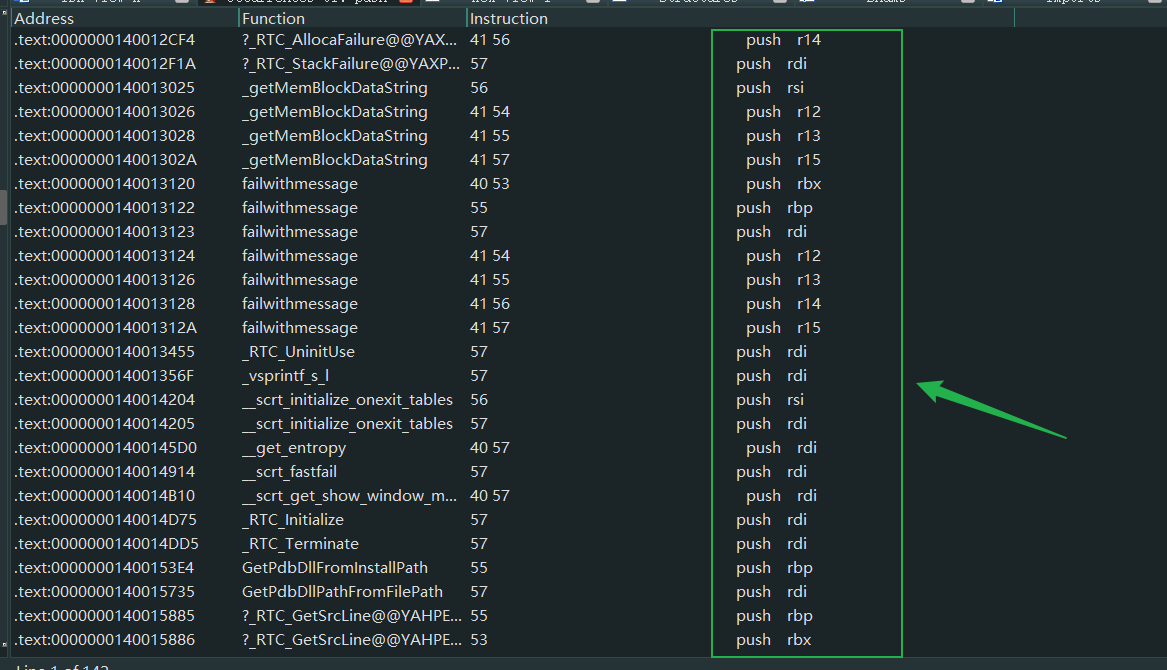 Address Function Instruction
.text:0000000140012CF4 ?_RTC_AllocaFailure@@YAX... 41 56 push r14
.text:0000000140012F1A ?_RTC_StackFailure@@YAXP... 57 push rdi
.text:0000000140013025 _getMemBlockDataString 56 push rsi
.text:0000000140013026 _getMemBlockDataString 41 54 push r12
.text:0000000140013028 _getMemBlockDataString 41 55 push r13
.text:000000014001302A _getMemBlockDataString 41 57 push r15
.text:0000000140013120 failwithmessage 40 53 push rbx
.text:0000000140013122 failwithmessage 55 push rbp
.text:0000000140013123 failwithmessage 57 push rdi
.text:0000000140013124 failwithmessage 41 54 push r12
.text:0000000140013126 failwithmessage 41 55 push r13
.text:0000000140013128 failwithmessage 41 56 push r14
.text:000000014001312A failwithmessage 41 57 push r15
.text:0000000140013455 _RTC_UninitUse 57 push rdi
.text:000000014001356F _vsprintf_s_l 57 push rdi
.text:0000000140014204 __scrt_initialize_onexit_tables 56 push rsi
.text:0000000140014205 __scrt_initialize_onexit_tables 57 push rdi
.text:00000001400145D0 __get_entropy 40 57 push rdi
.text:0000000140014914 __scrt_fastfail 57 push rdi
.text:0000000140014B10 __scrt_get_show_window_m... 40 57 push rdi
.text:0000000140014D75 _RTC_Initialize 57 push rdi
.text:0000000140014DD5 _RTC_Terminate 57 push rdi
.text:00000001400153E4 GetPdbDllFromInstallPath 55 push rbp
.text:0000000140015735 GetPdbDllPathFromFilePath 57 push rdi
.text:0000000140015885 ?_RTC_GetSrcLine@@YAHPE... 55 push rbp
.text:0000000140015886 ?_RTC_GetSrcLine@@YAHPE... 53 push rbx